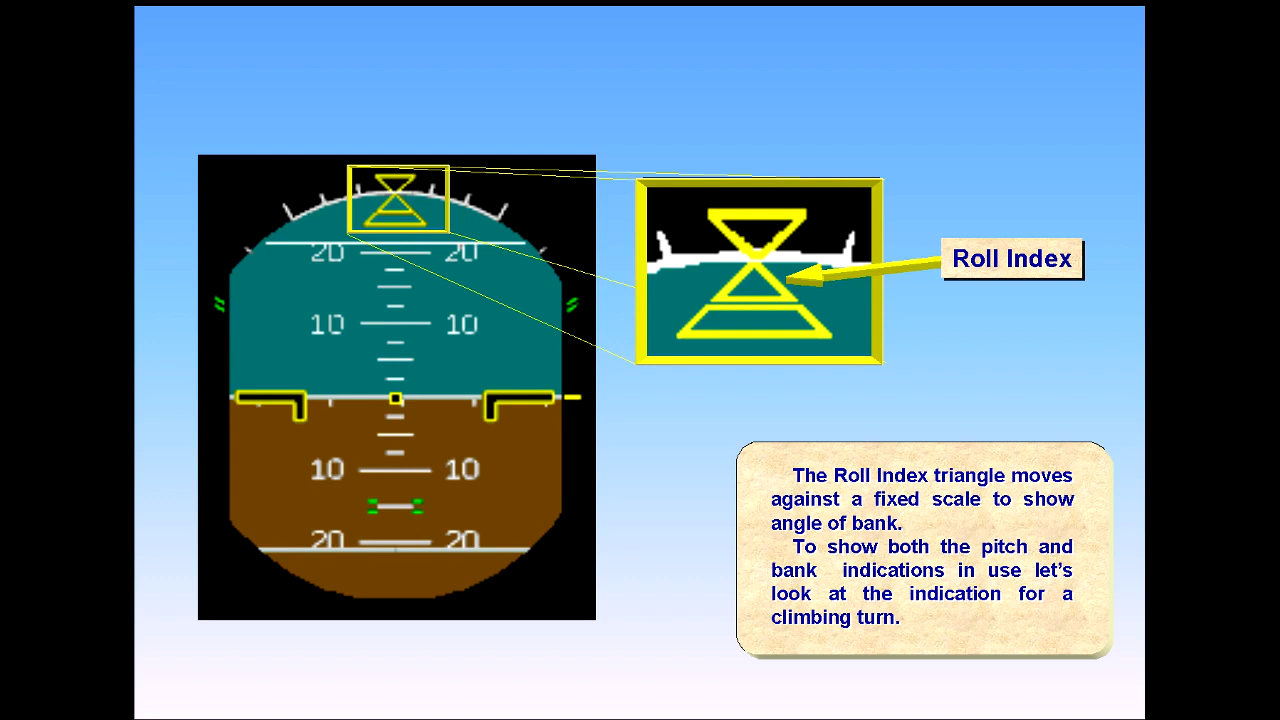 20 20
10 10
10 10
20 20
Roll Index
The Roll Index triangle moves
against a fixed scale to show
angle of bank.
To show both the pitch and
bank indications in use let's
look at the indication for a
climbing turn.